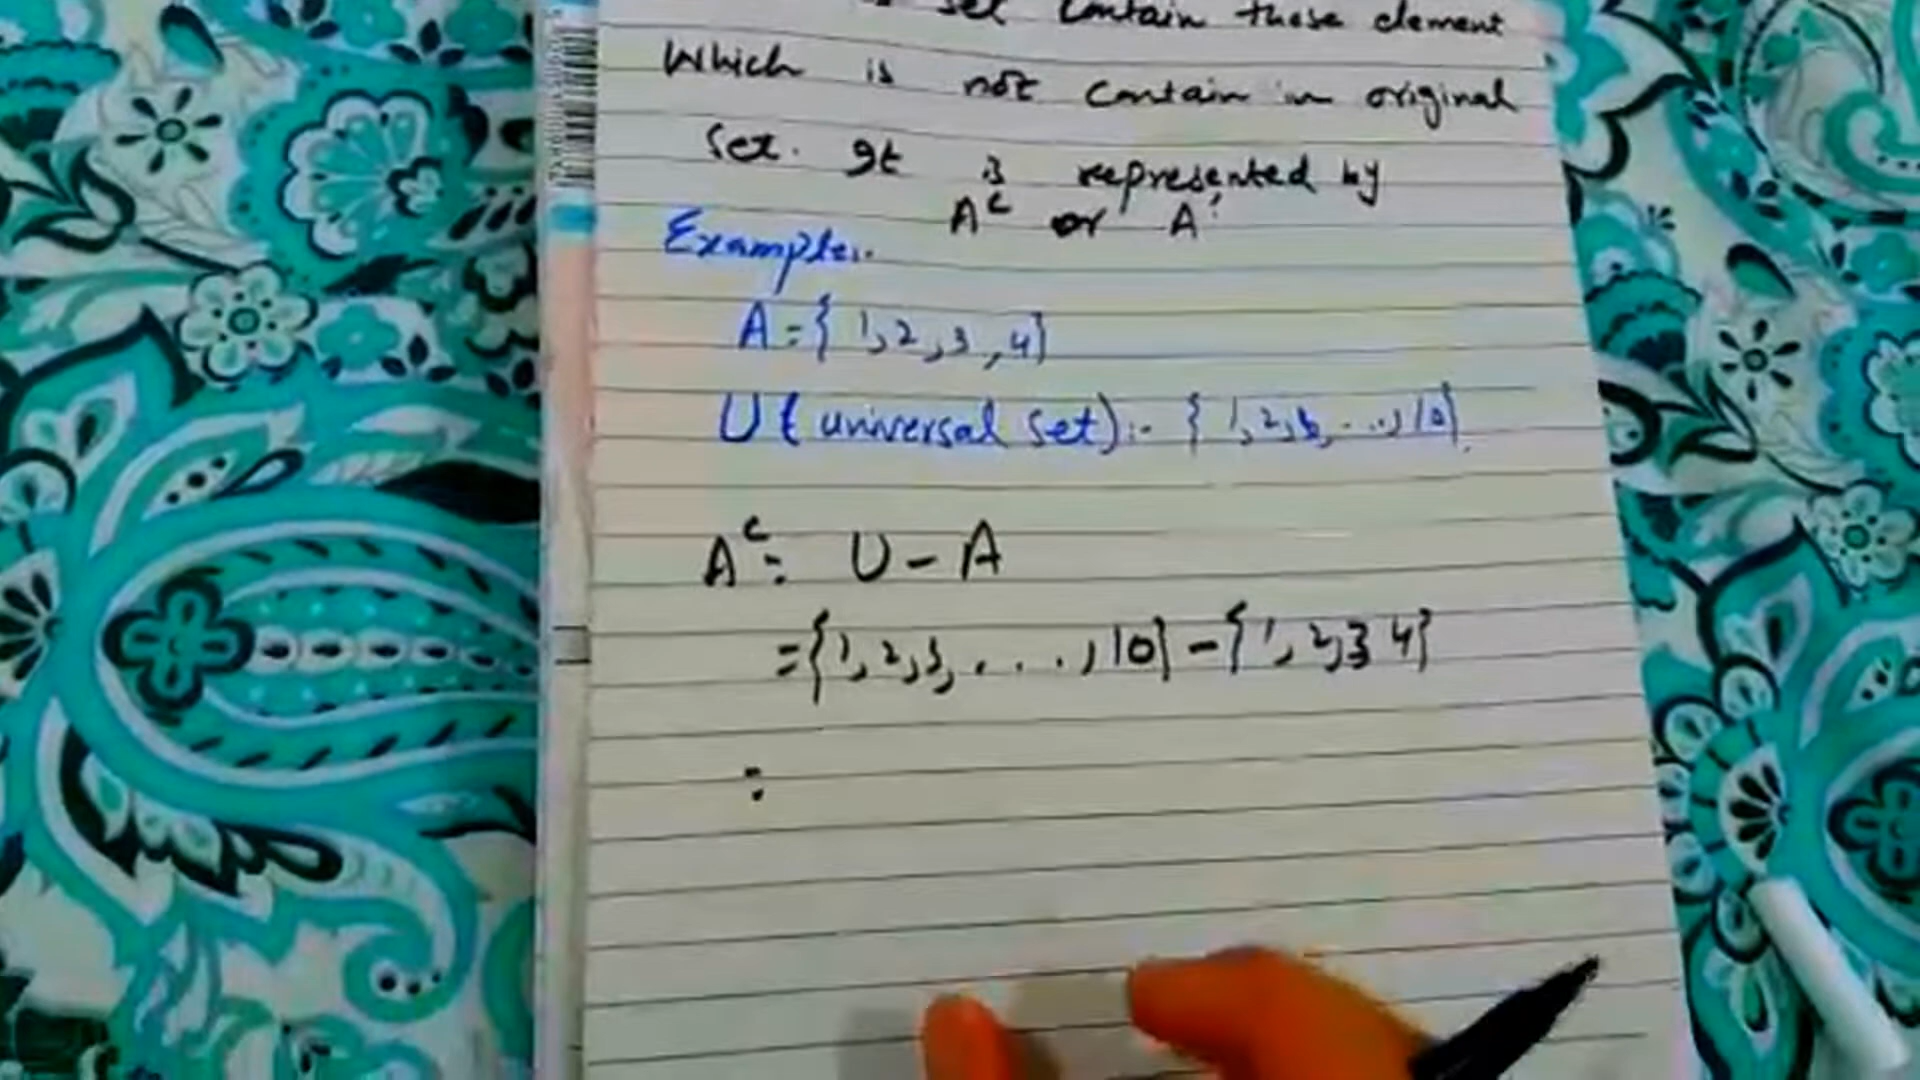 set contain those element
Which is not contain in original
set. It is represented by
A^c or A'
Example:-
A = { 1, 2, 3, 4}
U ( universal set ) :- { 1, 2, 3, ..., 10}.
A^c = U - A
= {1, 2, 3, . . . ., 10} - {1, 2, 3 4}
=